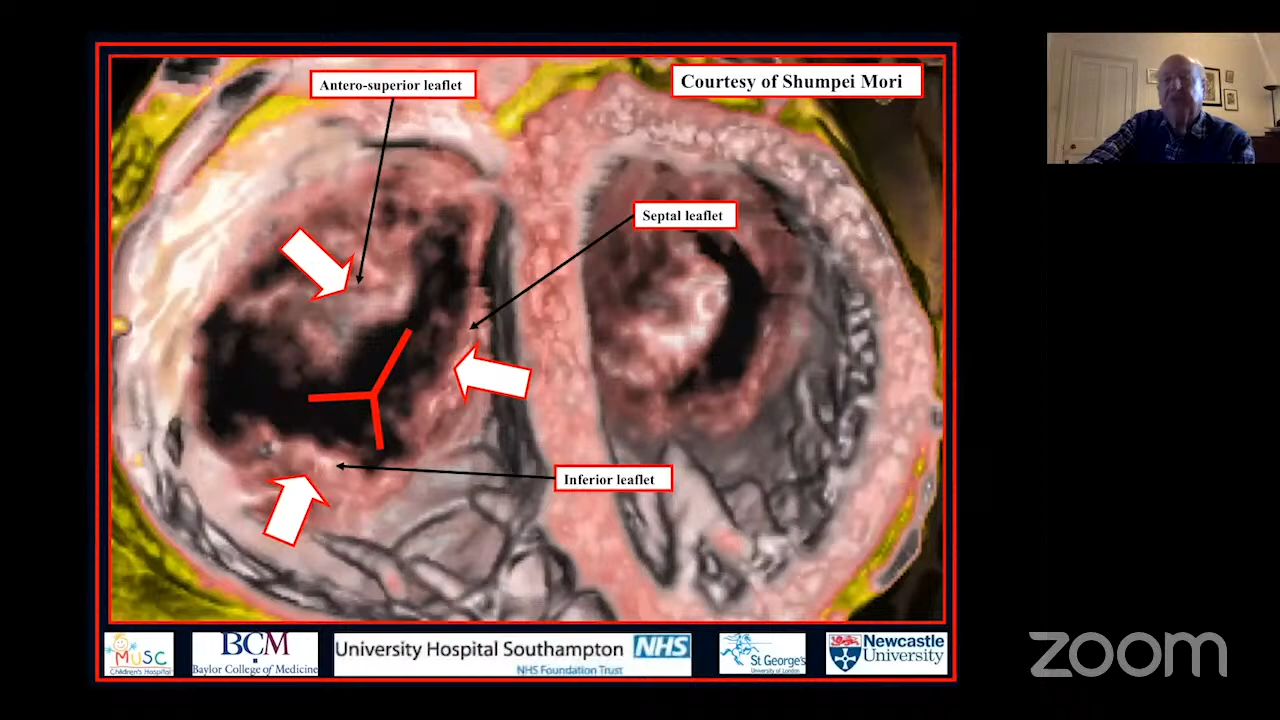 Antero-superior leaflet
Courtesy of Shumpei Mori
Septal leaflet
Inferior leaflet
MUSC
Children's Hospital
BCM
Baylor College of Medicine
University Hospital Southampton NHS
NHS Foundation Trust
St George's
University of London
Newcastle
University
zoom